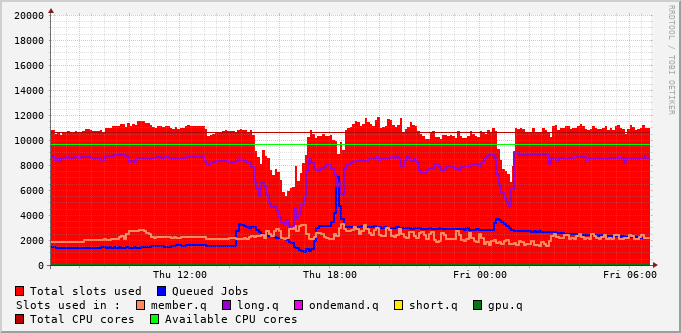 20000
18000
16000
14000
12000
10000
8000
6000
4000
2000
0
Thu 12:00 Thu 18:00 Fri 00:00 Fri 06:00
RRDTOOL / TOBI OETIKER
Total slots used Queued Jobs
Slots used in : member.q long.q ondemand.q short.q gpu.q
Total CPU cores Available CPU cores